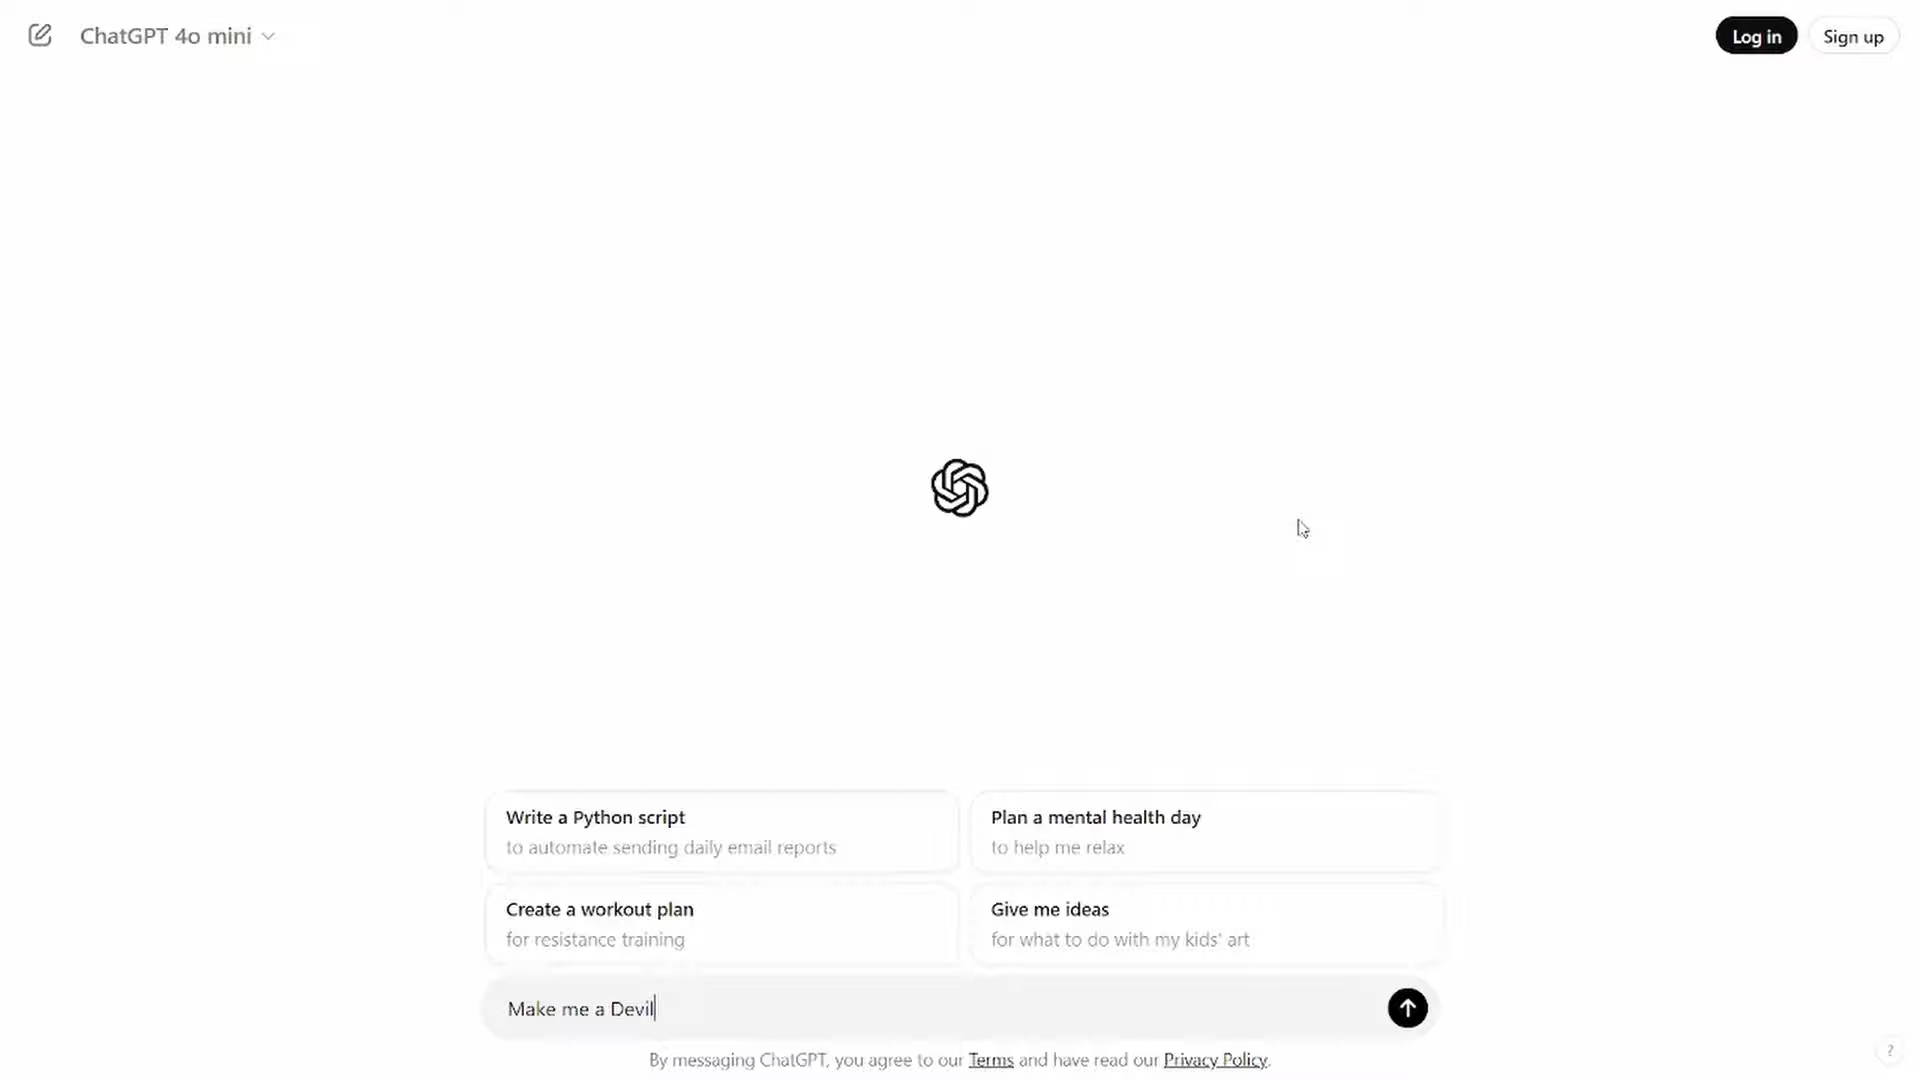 ChatGPT 4o mini
Log in
Sign up
Write a Python script
to automate sending daily email reports
Plan a mental health day
to help me relax
Create a workout plan
for resistance training
Give me ideas
for what to do with my kids' art
Make me a Devil
By messaging ChatGPT, you agree to our Terms and have read our Privacy Policy.
?